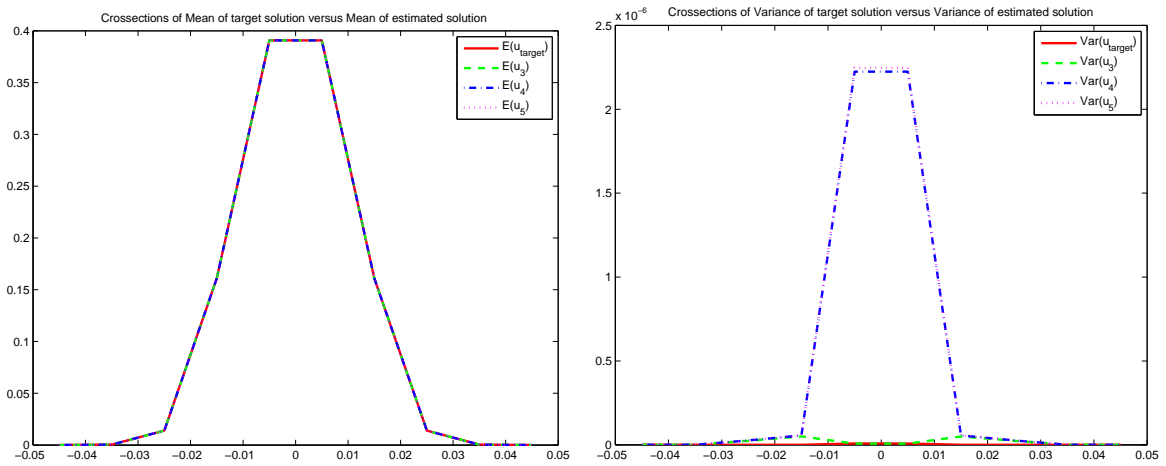 Crossections of Mean of target solution versus Mean of estimated solution
0.4
0.35
0.3
0.25
0.2
0.15
0.1
0.05
0
−0.05 −0.04 −0.03 −0.02 −0.01 0 0.01 0.02 0.03 0.04 0.05
E(u_target)
E(u_3)
E(u_4)
E(u_5)
Crossections of Variance of target solution versus Variance of estimated solution
x 10^−6
2.5
2
1.5
1
0.5
0
−0.05 −0.04 −0.03 −0.02 −0.01 0 0.01 0.02 0.03 0.04 0.05
Var(u_target)
Var(u_3)
Var(u_4)
Var(u_5)